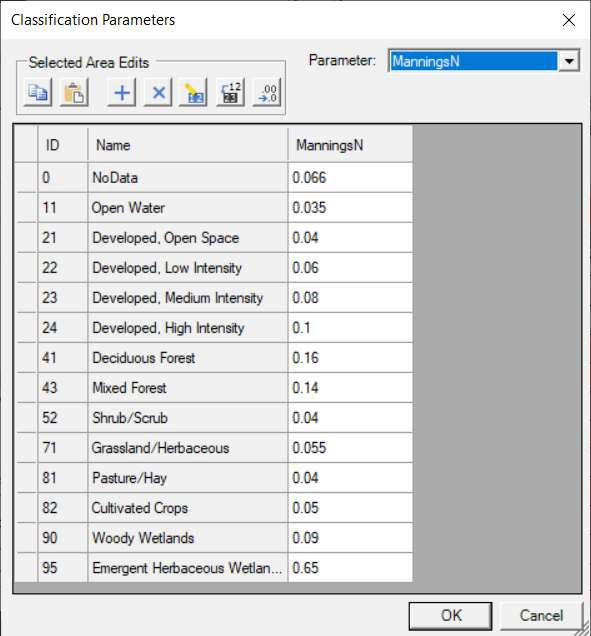 Classification Parameters
Selected Area Edits
Parameter: ManningsN
ID Name ManningsN
0 NoData 0.066
11 Open Water 0.035
21 Developed, Open Space 0.04
22 Developed, Low Intensity 0.06
23 Developed, Medium Intensity 0.08
24 Developed, High Intensity 0.1
41 Deciduous Forest 0.16
43 Mixed Forest 0.14
52 Shrub/Scrub 0.04
71 Grassland/Herbaceous 0.055
81 Pasture/Hay 0.04
82 Cultivated Crops 0.05
90 Woody Wetlands 0.09
95 Emergent Herbaceous Wetlan... 0.65
OK Cancel